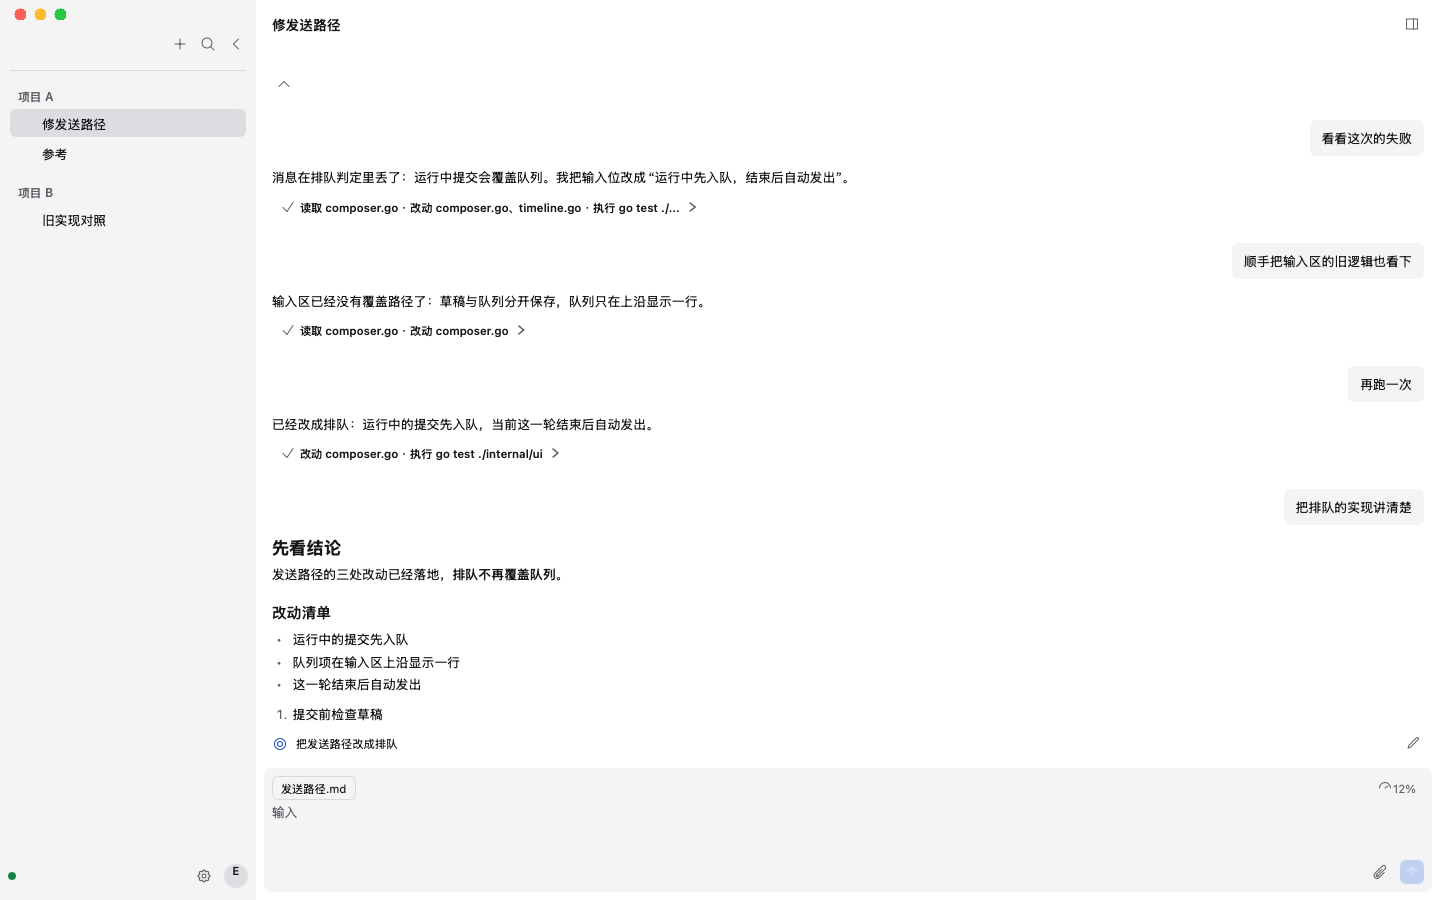 修发送路径
项目 A
修发送路径
参考
项目 B
旧实现对照
看看这次的失败
消息在排队判定里丢了：运行中提交会覆盖队列。我把输入位改成 “运行中先入队，结束后自动发出”。
读取 composer.go · 改动 composer.go、timeline.go · 执行 go test ./...
顺手把输入区的旧逻辑也看下
输入区已经没有覆盖路径了：草稿与队列分开保存，队列只在上沿显示一行。
读取 composer.go · 改动 composer.go
再跑一次
已经改成排队：运行中的提交先入队，当前这一轮结束后自动发出。
改动 composer.go · 执行 go test ./internal/ui
把排队的实现讲清楚
先看结论
发送路径的三处改动已经落地，排队不再覆盖队列。
改动清单
• 运行中的提交先入队
• 队列项在输入区上沿显示一行
• 这一轮结束后自动发出
1. 提交前检查草稿
把发送路径改成排队
发送路径.md
12%
输入
E